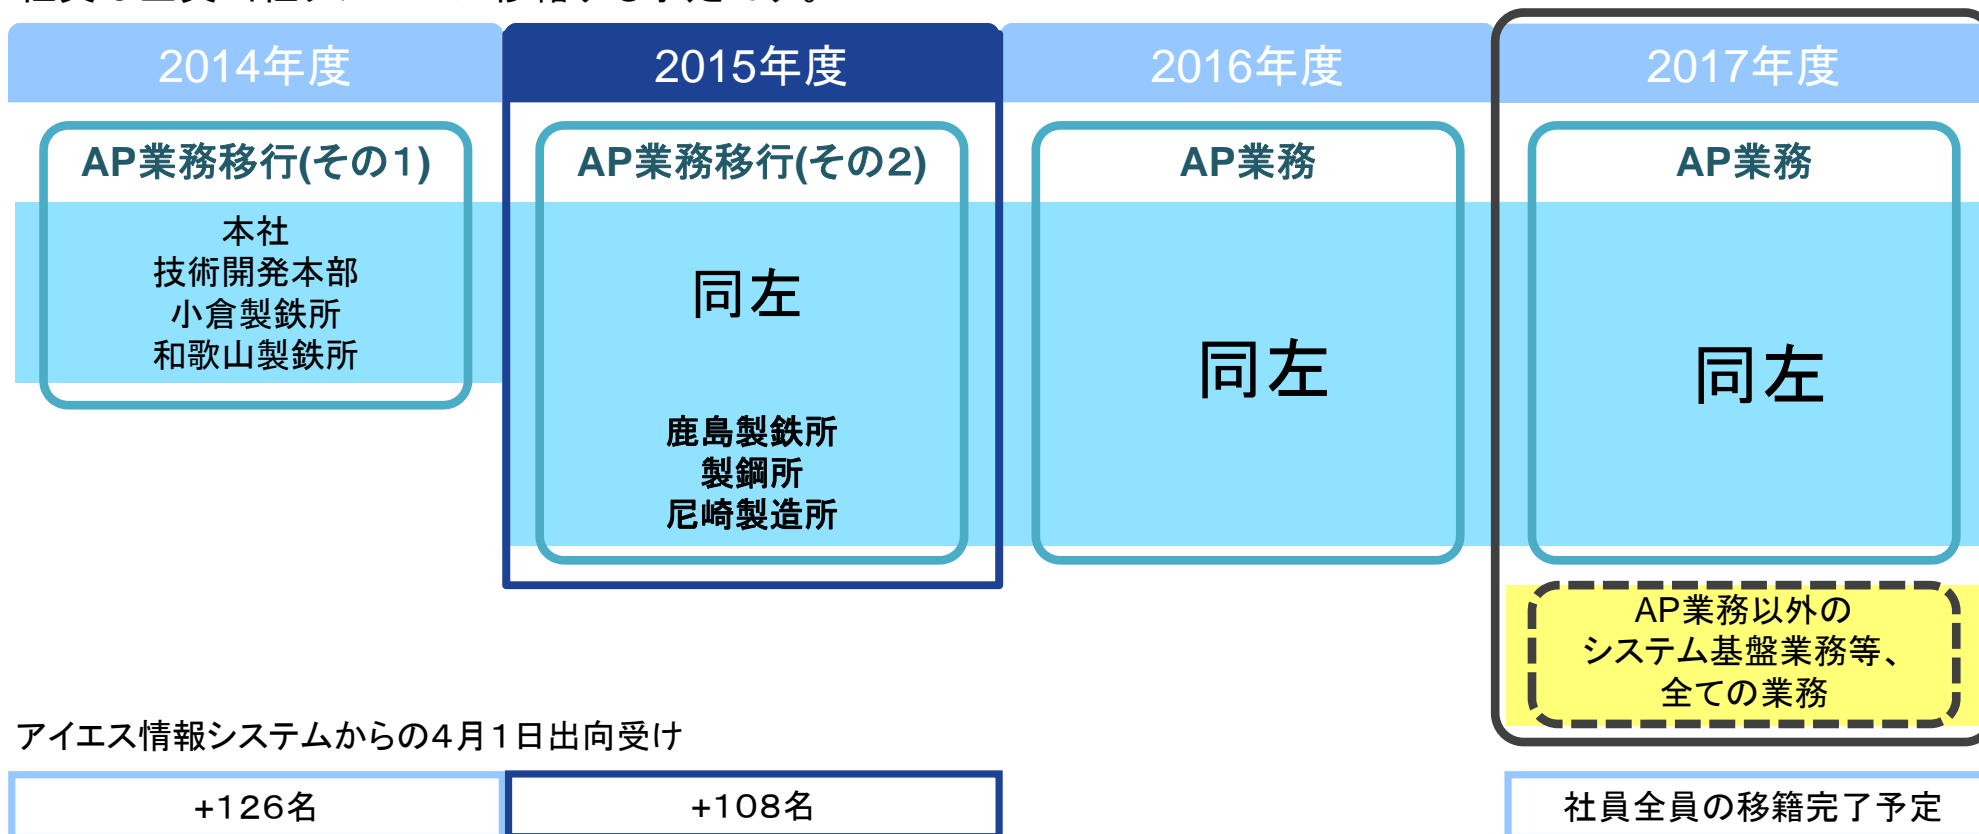 2014年度
2015年度
2016年度
2017年度
AP業務移行(その1)
本社
技術開発本部
小倉製鉄所
和歌山製鉄所
AP業務移行(その2)
同左
鹿島製鉄所
製鋼所
尼崎製造所
AP業務
同左
AP業務
同左
AP業務以外の
システム基盤業務等、
全ての業務
アイエス情報システムからの4月1日出向受け
+126名
+108名
社員全員の移籍完了予定